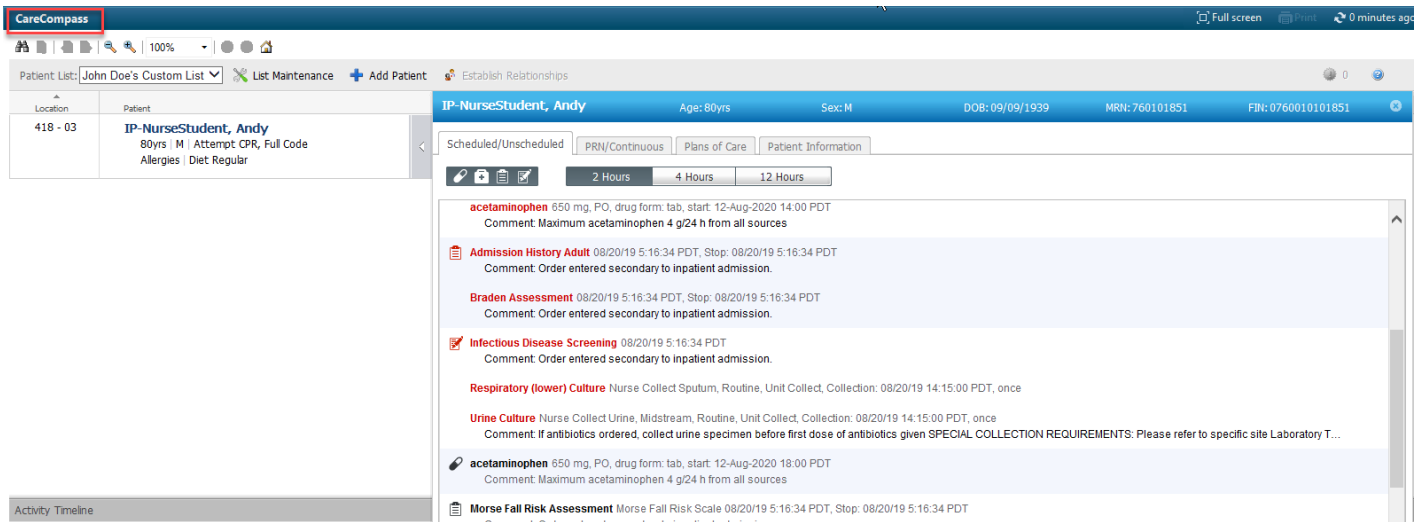 CareCompass
Full screen Print 0 minutes ago
100%
Patient List: John Doe's Custom List List Maintenance Add Patient Establish Relationships 0
Location Patient
418 - 03 IP-NurseStudent, Andy
80yrs | M | Attempt CPR, Full Code
Allergies | Diet Regular
Activity Timeline
IP-NurseStudent, Andy Age: 80yrs Sex: M DOB: 09/09/1939 MRN: 760101851 FIN: 0760010101851
Scheduled/Unscheduled PRN/Continuous Plans of Care Patient Information
2 Hours 4 Hours 12 Hours
acetaminophen 650 mg, PO, drug form: tab, start: 12-Aug-2020 14:00 PDT
Comment: Maximum acetaminophen 4 g/24 h from all sources
Admission History Adult 08/20/19 5:16:34 PDT, Stop: 08/20/19 5:16:34 PDT
Comment: Order entered secondary to inpatient admission.
Braden Assessment 08/20/19 5:16:34 PDT, Stop: 08/20/19 5:16:34 PDT
Comment: Order entered secondary to inpatient admission.
Infectious Disease Screening 08/20/19 5:16:34 PDT
Comment: Order entered secondary to inpatient admission.
Respiratory (lower) Culture Nurse Collect Sputum, Routine, Unit Collect, Collection: 08/20/19 14:15:00 PDT, once
Urine Culture Nurse Collect Urine, Midstream, Routine, Unit Collect, Collection: 08/20/19 14:15:00 PDT, once
Comment: If antibiotics ordered, collect urine specimen before first dose of antibiotics given SPECIAL COLLECTION REQUIREMENTS: Please refer to specific site Laboratory T...
acetaminophen 650 mg, PO, drug form: tab, start: 12-Aug-2020 18:00 PDT
Comment: Maximum acetaminophen 4 g/24 h from all sources
Morse Fall Risk Assessment Morse Fall Risk Scale 08/20/19 5:16:34 PDT, Stop: 08/20/19 5:16:34 PDT